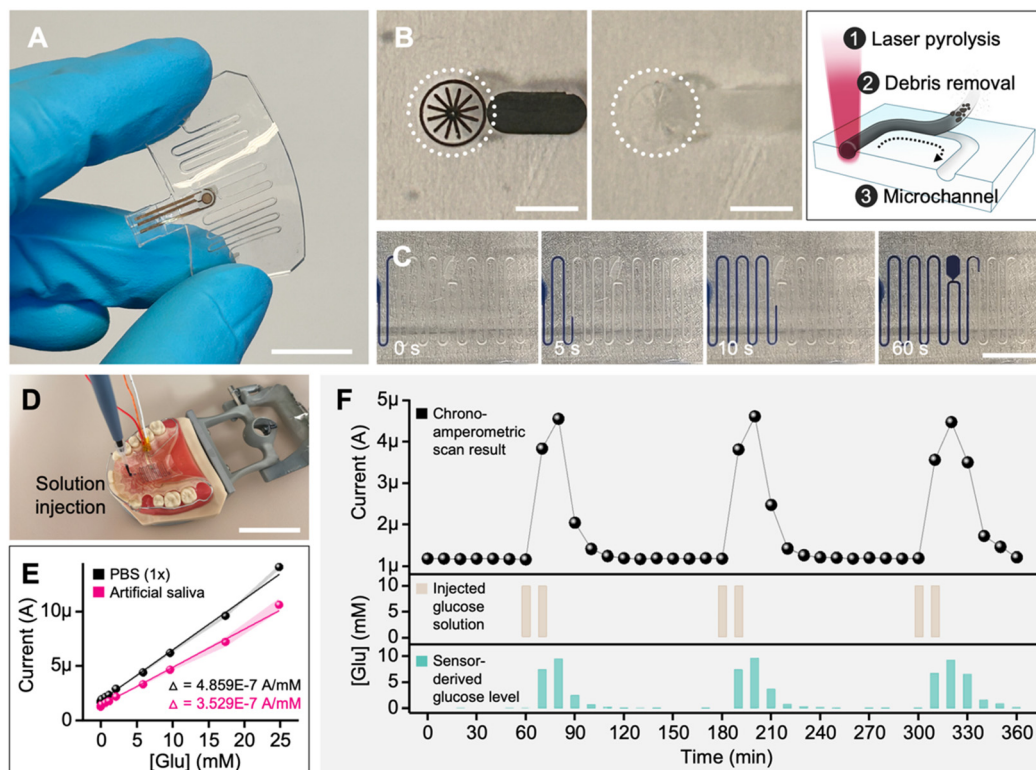 A
B
1 Laser pyrolysis
2 Debris removal
3 Microchannel
C
0 s
5 s
10 s
60 s
D
Solution
injection
E
PBS (1x)
Artificial saliva
10μ
5μ
0
Current (A)
Δ = 4.859E-7 A/mM
Δ = 3.529E-7 A/mM
0 5 10 15 20 25
[Glu] (mM)
F
5μ
4μ
3μ
2μ
1μ
Current (A)
Chrono-
amperometric
scan result
10
5
0
Injected
glucose
solution
[Glu] (mM)
10
5
0
Sensor-
derived
glucose level
0 30 60 90 120 150 180 210 240 270 300 330 360
Time (min)